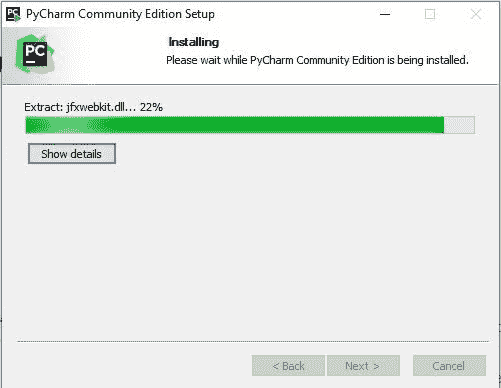 PC PyCharm Community Edition Setup
PC
Installing
Please wait while PyCharm Community Edition is being installed.
Extract: jfxwebkit.dll... 22%
Show details
< Back
Next >
Cancel